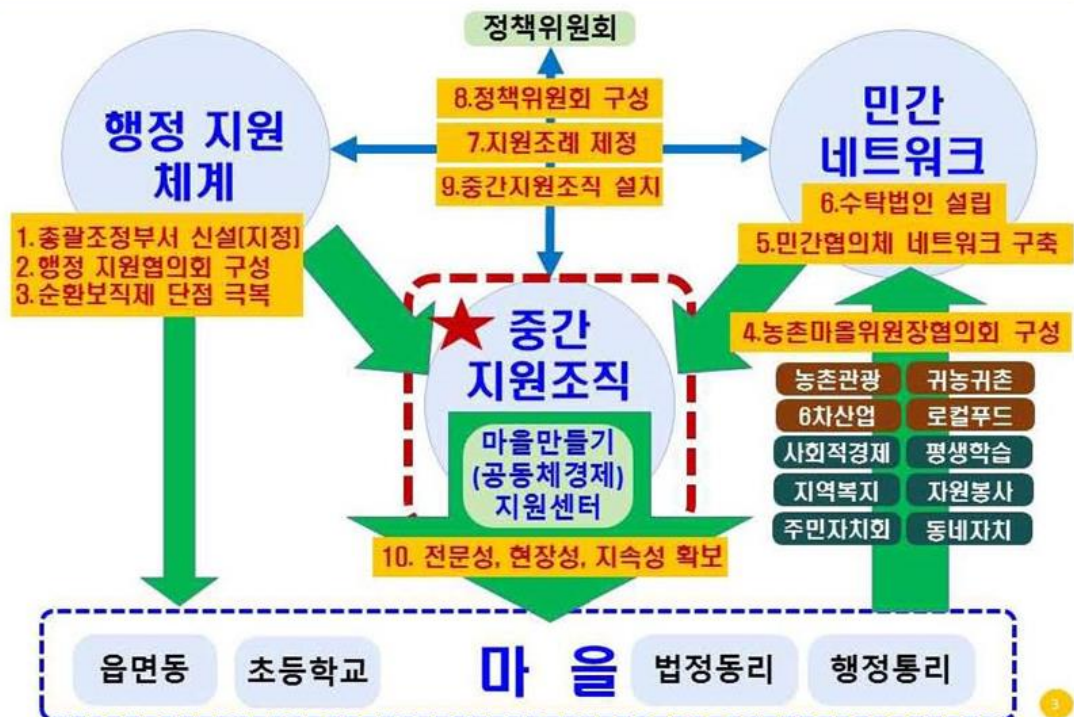 정책위원회
8.정책위원회 구성
7.지원조례 제정
9.중간지원조직 설치
행정 지원
체계
1. 총괄조정부서 신설(지정)
2. 행정 지원협의회 구성
3. 순환보직제 단점 극복
민간
네트워크
6.수탁법인 설립
5.민간협의체 네트워크 구축
4.농촌마을위원장협의회 구성
농촌관광 귀농귀촌
6차산업 로컬푸드
사회적경제 평생학습
지역복지 자원봉사
주민자치회 동네자치
중간
지원조직
마을만들기
(공동체경제)
지원센터
10. 전문성, 현장성, 지속성 확보
읍면동 초등학교 마 을 법정동리 행정통리
3